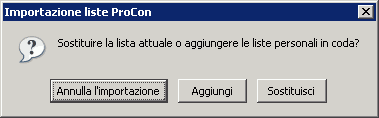 Importazione liste ProCon
Sostituire la lista attuale o aggiungere le liste personali in coda?
Annulla l'importazione
Aggiungi
Sostituisci